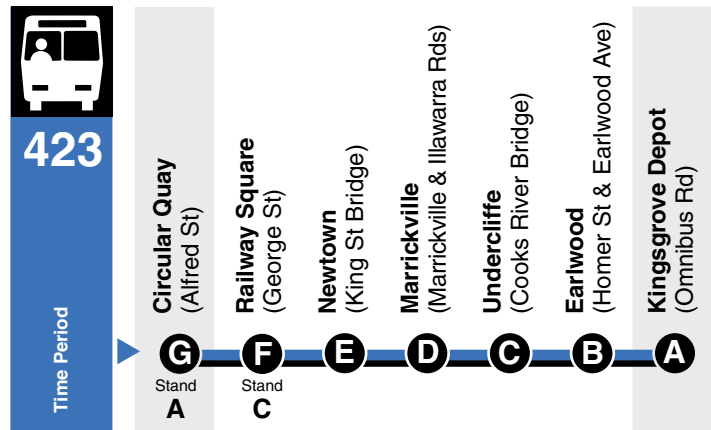 423
Time Period
Circular Quay
(Alfred St)
Railway Square
(George St)
Newtown
(King St Bridge)
Marrickville
(Marrickville & Illawarra Rds)
Undercliffe
(Cooks River Bridge)
Earlwood
(Homer St & Earlwood Ave)
Kingsgrove Depot
(Omnibus Rd)
G F E D C B A
Stand Stand
A C